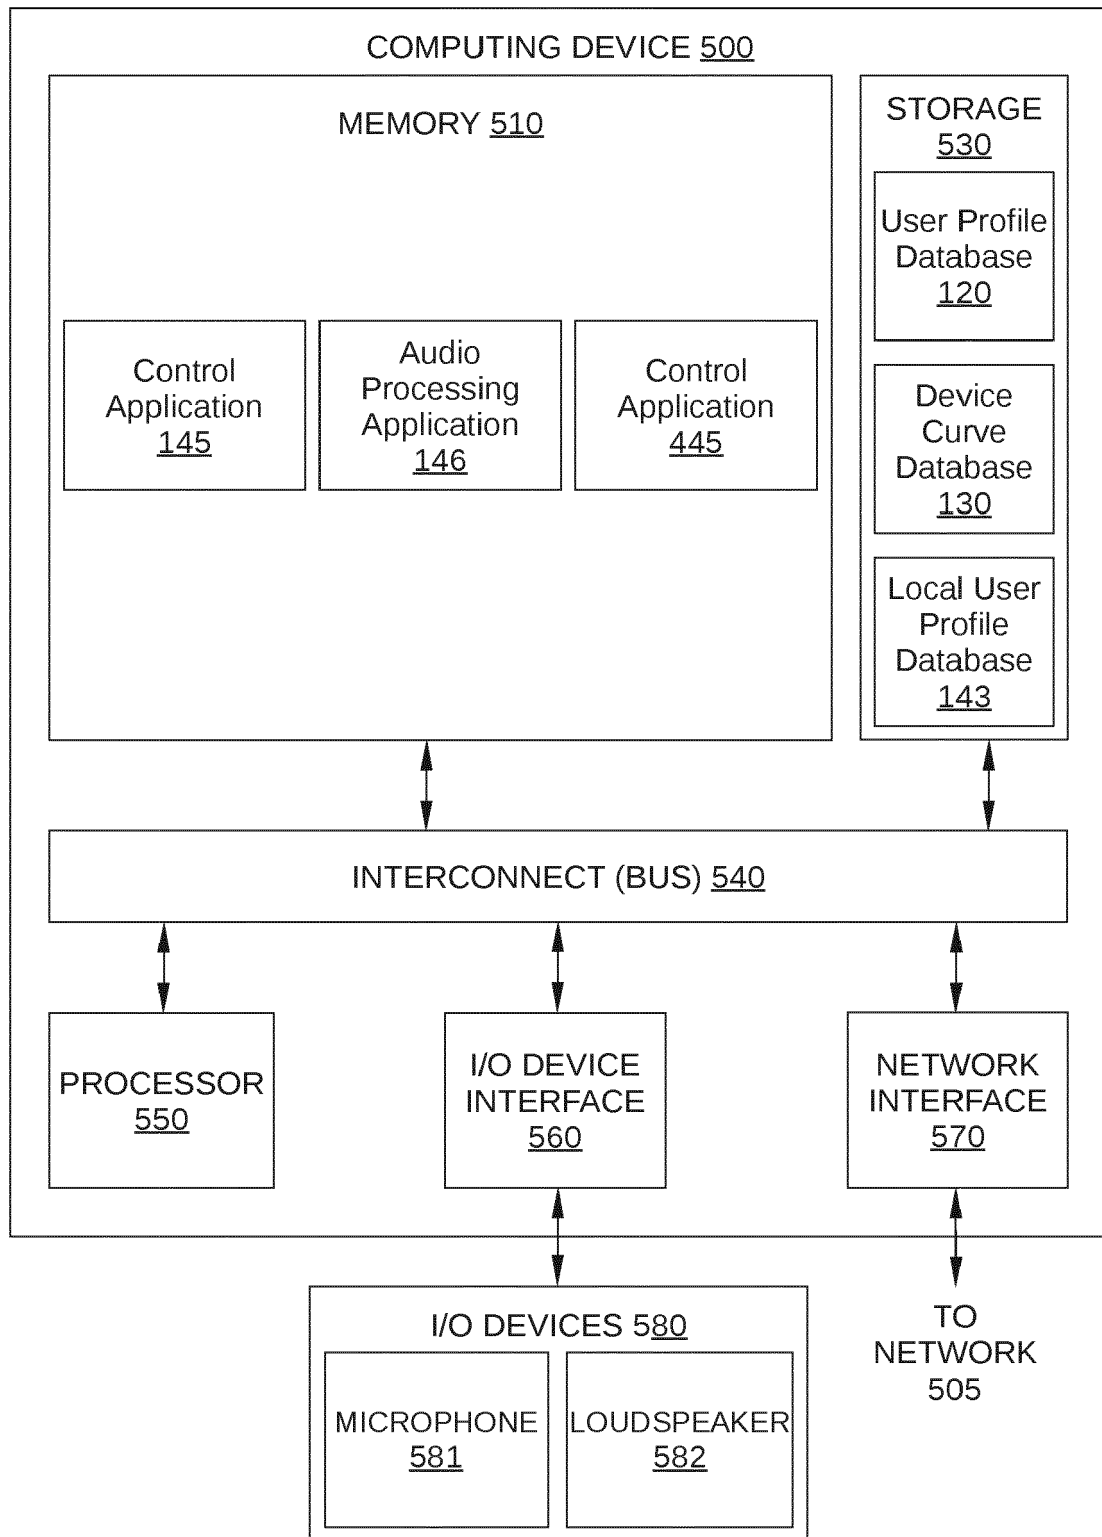 COMPUTING DEVICE 500
MEMORY 510
Control
Application
145
Audio
Processing
Application
146
Control
Application
445
STORAGE
530
User Profile
Database
120
Device
Curve
Database
130
Local User
Profile
Database
143
INTERCONNECT (BUS) 540
PROCESSOR
550
I/O DEVICE
INTERFACE
560
NETWORK
INTERFACE
570
I/O DEVICES 580
MICROPHONE
581
LOUDSPEAKER
582
TO
NETWORK
505